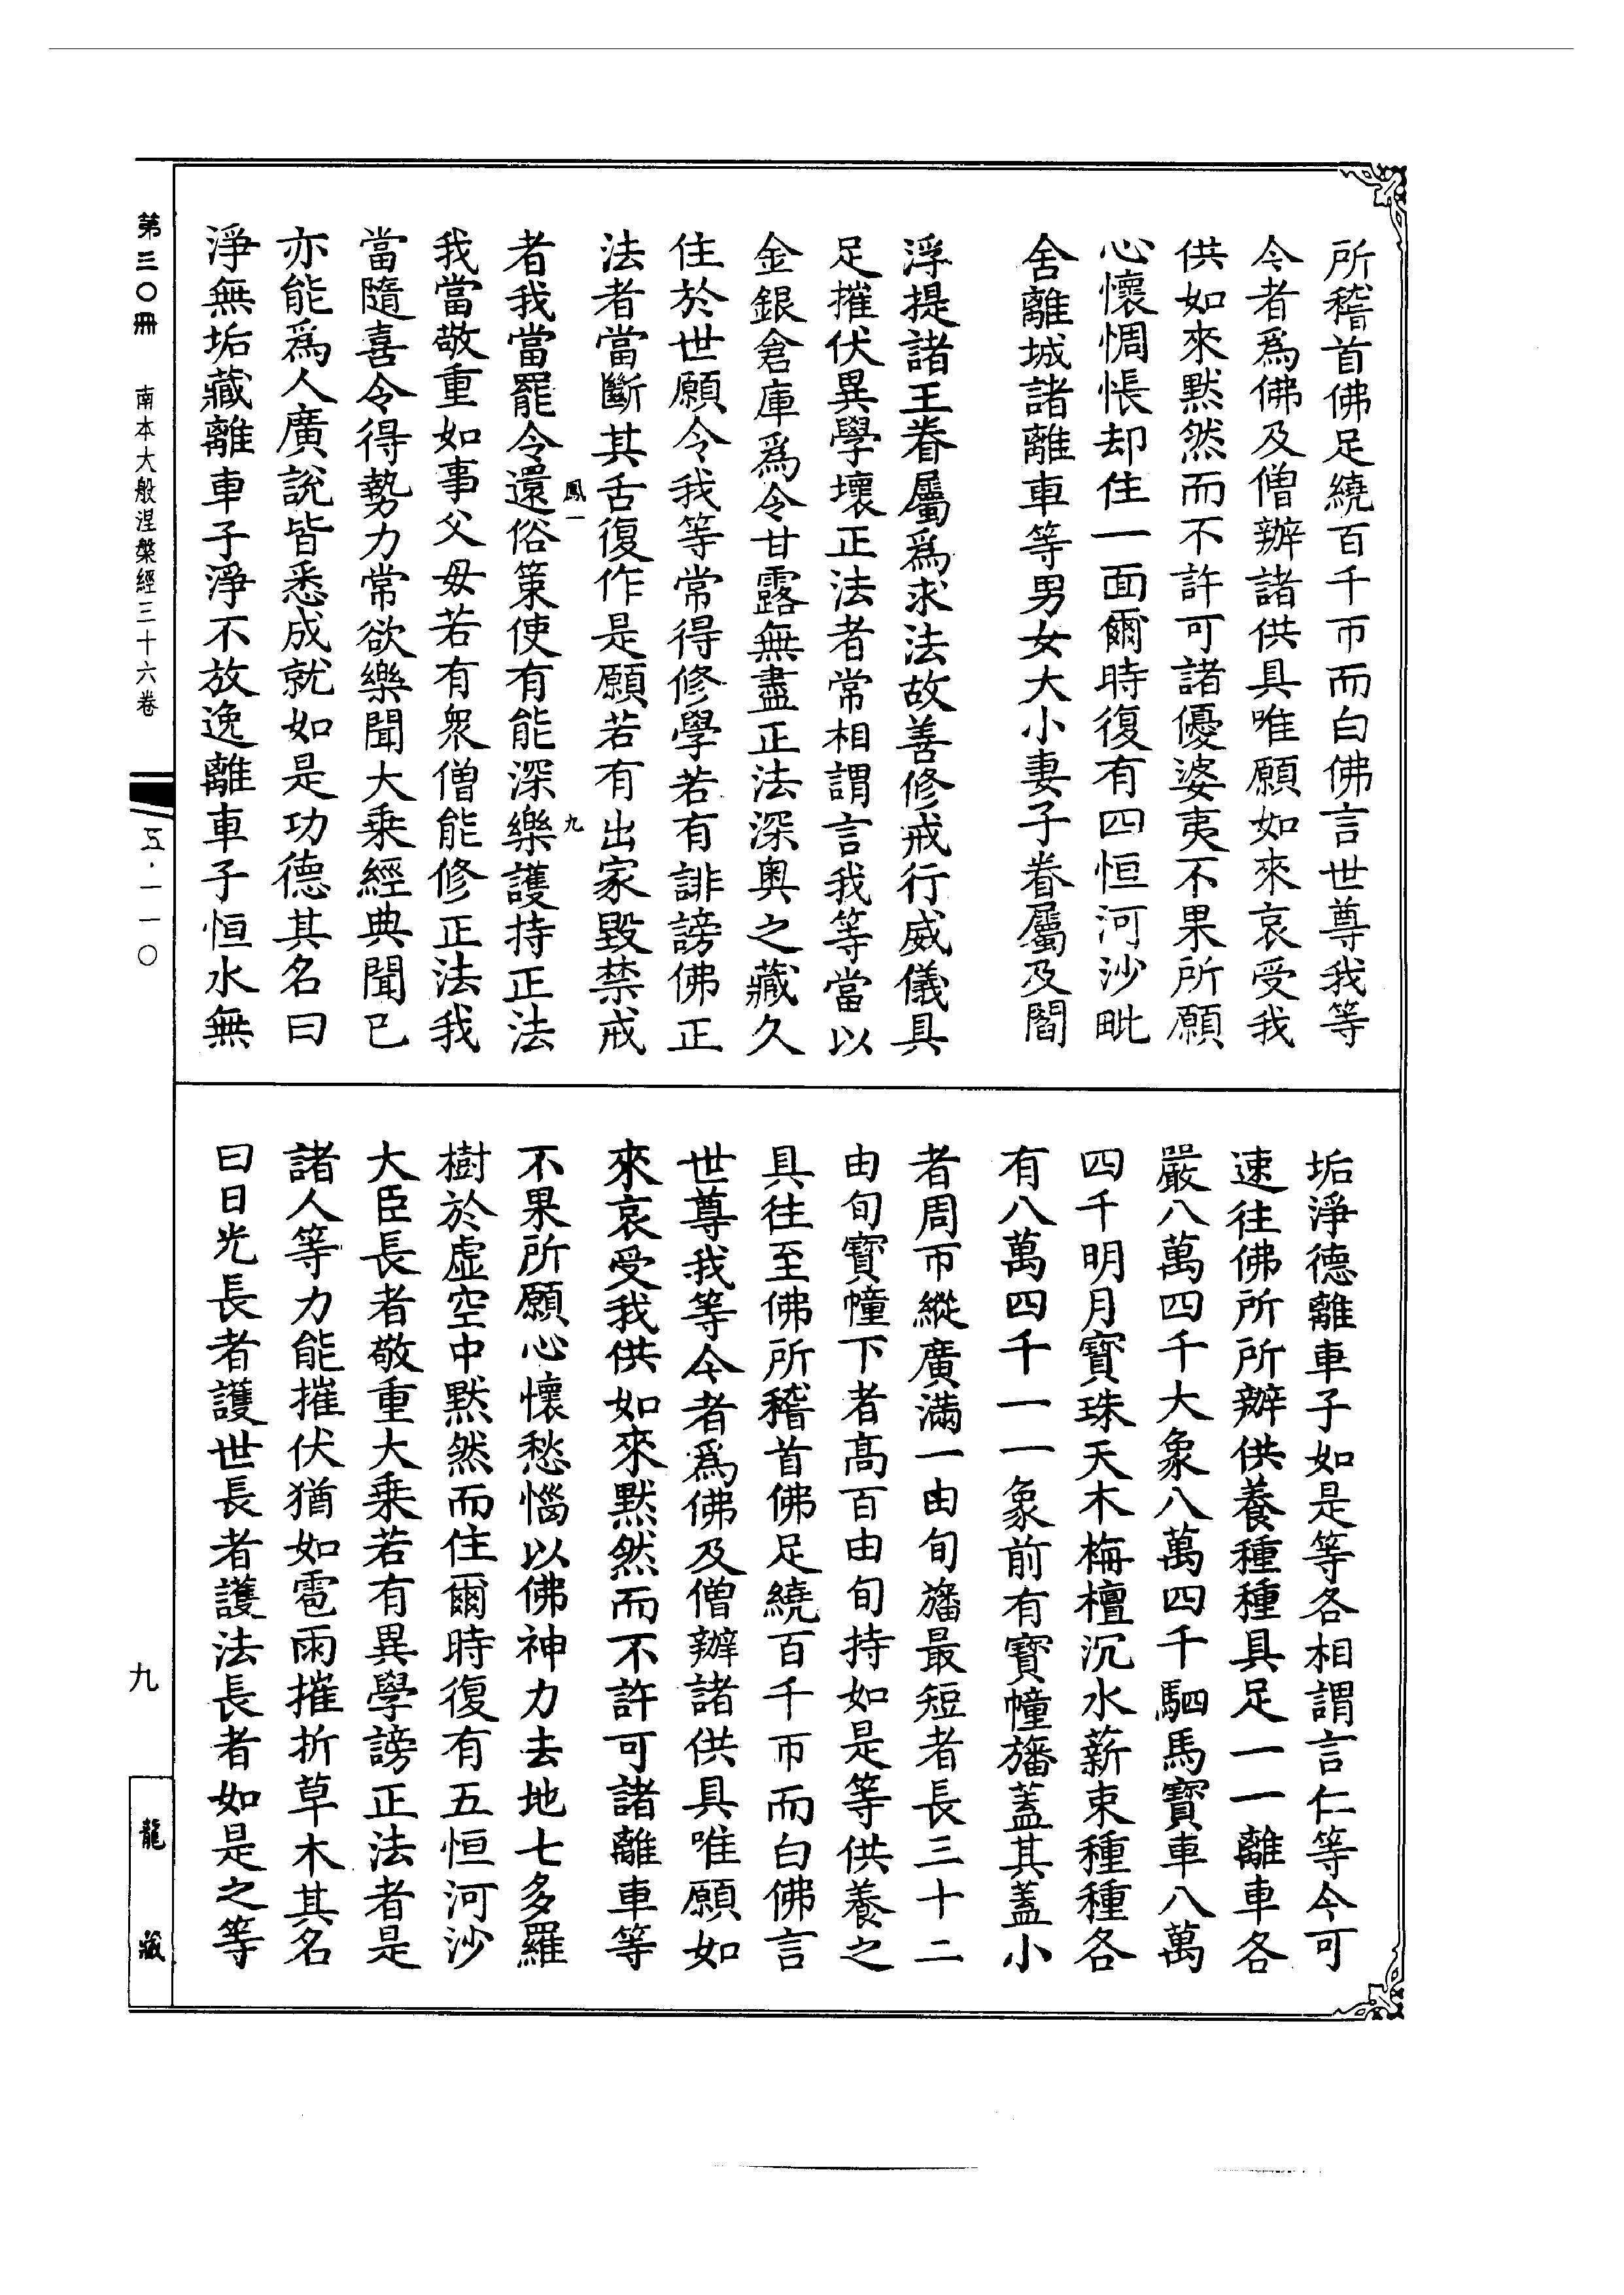 所稽首佛足繞百千帀而白佛言世尊我等
今者爲佛及僧辦諸供具唯願如來哀受我
供如來默然而不許可諸優婆夷不果所願
心懷惆悵却住一面爾時復有四恒河沙毗
舍離城諸離車等男女大小妻子眷屬及閻
浮提諸王眷屬爲求法故善修戒行威儀具
足摧伏異學壞正法者常相謂言我等當以
金銀倉庫爲令甘露無盡正法深奧之藏久
住於世願令我等常得修學若有誹謗佛正
法者當斷其舌復作是願若有出家毀禁戒
鳳一
九
者我當罷令還俗策使有能深樂護持正法
我當敬重如事父母若有衆僧能修正法我
當隨喜令得勢力常欲樂聞大乘經典聞已
亦能爲人廣說皆悉成就如是功德其名曰
淨無垢藏離車子淨不放逸離車子恒水無
垢淨德離車子如是等各相謂言仁等今可
速往佛所所辦供養種種具足一一離車各
嚴八萬四千大象八萬四千駟馬寶車八萬
四千明月寶珠天木栴檀沉水薪束種種各
有八萬四千一一象前有寶幢旛蓋其蓋小
者周帀縱廣滿一由旬旛最短者長三十二
由旬寶幢下者高百由旬持如是等供養之
具往至佛所稽首佛足繞百千帀而白佛言
世尊我等今者爲佛及僧辦諸供具唯願如
來哀受我供如來默然而不許可諸離車等
不果所願心懷愁惱以佛神力去地七多羅
樹於虛空中默然而住爾時復有五恒河沙
大臣長者敬重大乘若有異學謗正法者是
諸人等力能摧伏猶如雹雨摧折草木其名
曰日光長者護世長者護法長者如是之等
第三〇冊 南本大般涅槃經三十六卷
五·一一〇
九
龍藏